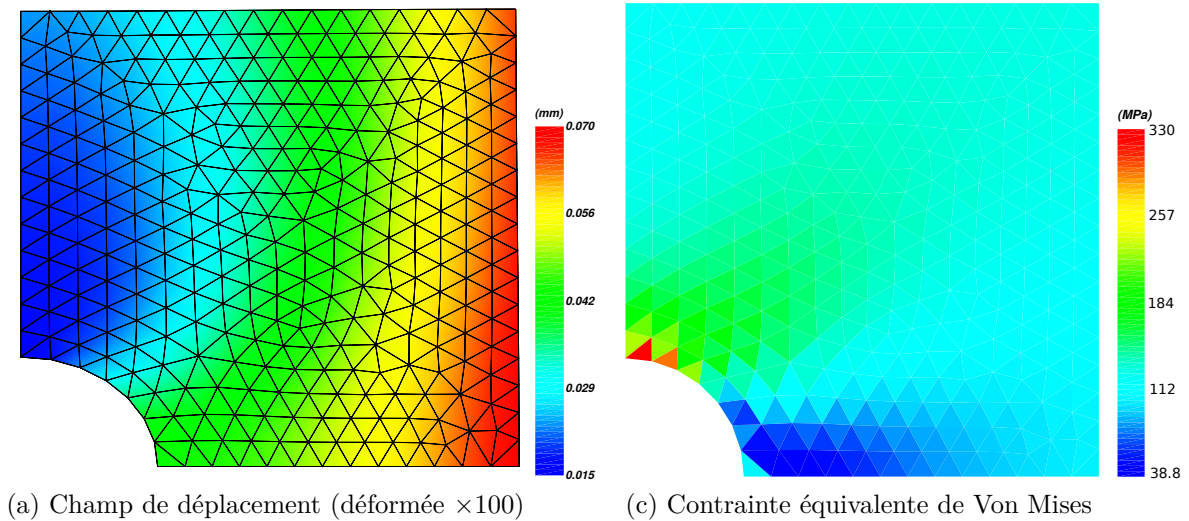 (mm)
0.070
0.056
0.042
0.029
0.015
(MPa)
330
257
184
112
38.8
(a) Champ de déplacement (déformée ×100)
(c) Contrainte équivalente de Von Mises